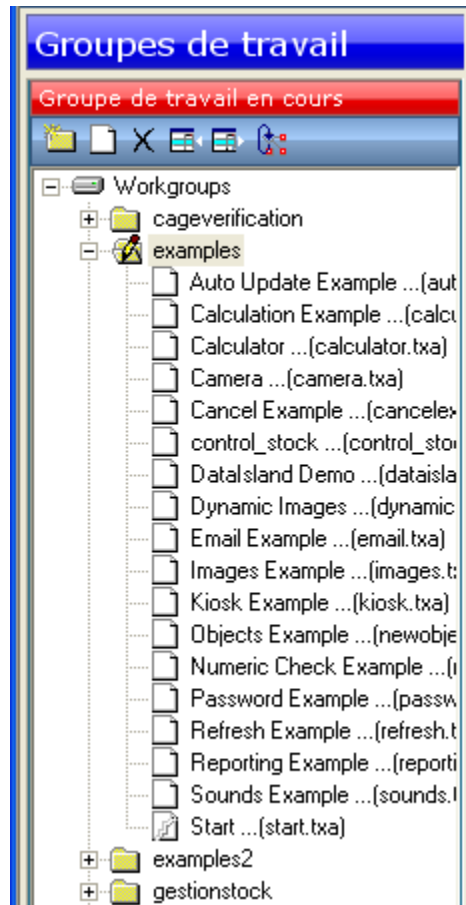 Groupes de travail
Groupe de travail en cours
Workgroups
cageverification
examples
Auto Update Example ...(aut
Calculation Example ...(calcu
Calculator ...(calculator.txa)
Camera ...(camera.txa)
Cancel Example ...(cancelex
control_stock ...(control_sto
DataIsland Demo ...(dataisla
Dynamic Images ...(dynamic
Email Example ...(email.txa)
Images Example ...(images.t
Kiosk Example ...(kiosk.txa)
Objects Example ...(newobje
Numeric Check Example ...(
Password Example ...(passw
Refresh Example ...(refresh.t
Reporting Example ...(reporti
Sounds Example ...(sounds.
Start ...(start.txa)
examples2
gestionstock